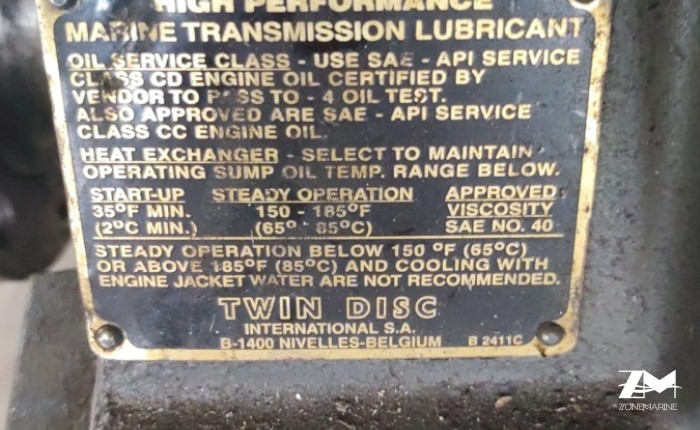 HIGH PERFORMANCE
MARINE TRANSMISSION LUBRICANT
OIL SERVICE CLASS - USE SAE - API SERVICE
CLASS CD ENGINE OIL CERTIFIED BY
VENDOR TO PASS TO - 4 OIL TEST.
ALSO APPROVED ARE SAE - API SERVICE
CLASS CC ENGINE OIL.
HEAT EXCHANGER - SELECT TO MAINTAIN
OPERATING SUMP OIL TEMP. RANGE BELOW.
START-UP STEADY OPERATION APPROVED
35°F MIN. 150 - 185°F VISCOSITY
(2°C MIN.) (65° - 85°C) SAE NO. 40
STEADY OPERATION BELOW 150 °F (65°C)
OR ABOVE 185°F (85°C) AND COOLING WITH
ENGINE JACKET WATER ARE NOT RECOMMENDED.
TWIN DISC
INTERNATIONAL S.A.
B-1400 NIVELLES-BELGIUM B 2411C
ZM
ZONEMARINE